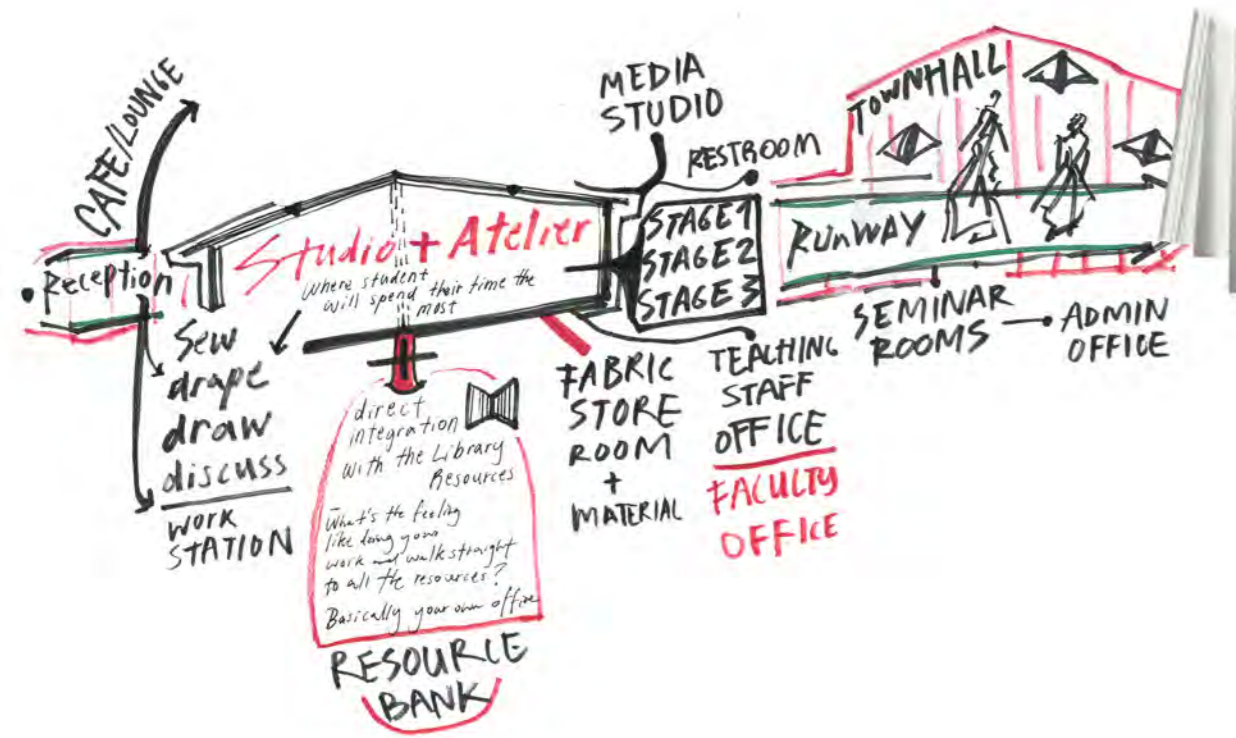 CAFE/LOUNGE
Reception
Sew
drape
draw
discuss
WORK
STATION
Studio + Atelier
Where student
will spend their time the
most
direct
integration
with the Library
Resources
What's the feeling
like doing your
work and walk straight
to all the resources?
Basically your own office
RESOURCE
BANK
MEDIA
STUDIO
RESTROOM
STAGE 1
STAGE 2
STAGE 3
FABRIC
STORE
ROOM
+
MATERIAL
TEACHING
STAFF
OFFICE
FACULTY
OFFICE
TOWNHALL
RUNWAY
SEMINAR
ROOMS
ADMIN
OFFICE